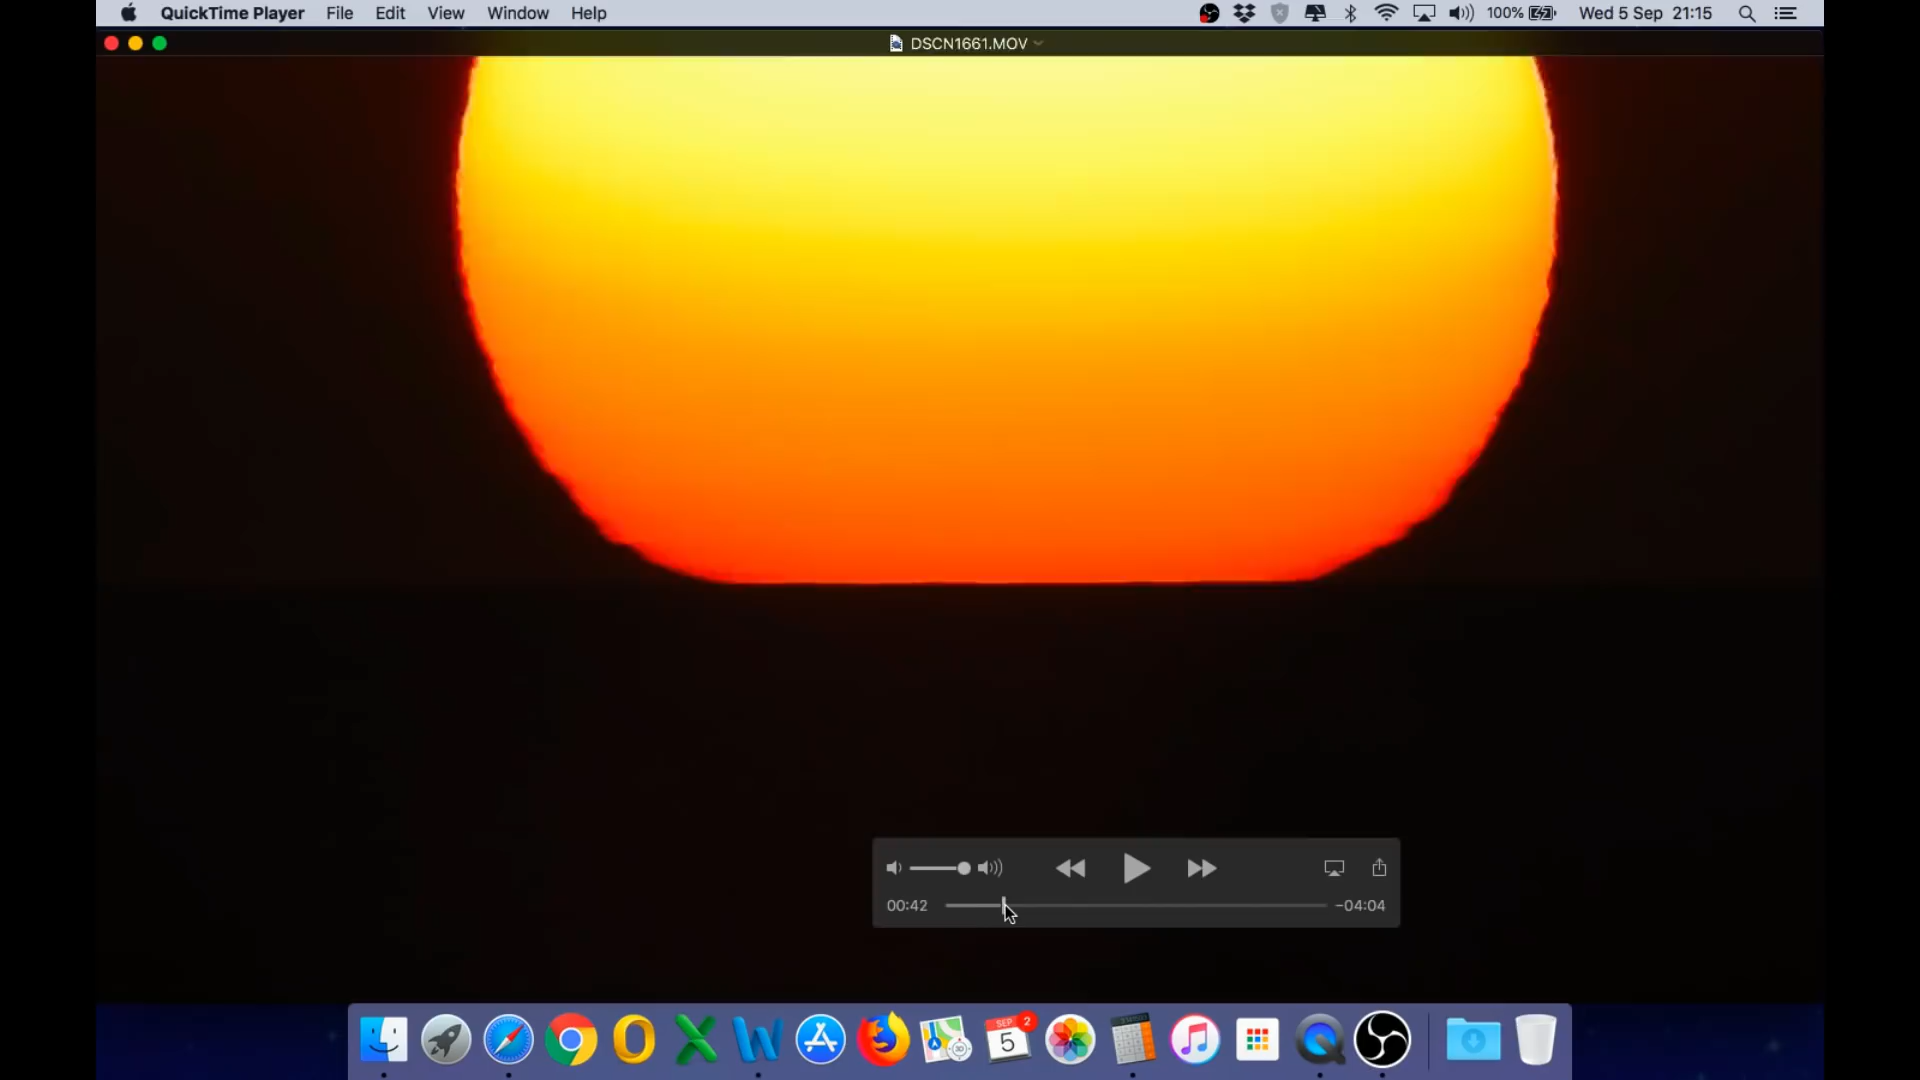 QuickTime Player File Edit View Window Help 100% Wed 5 Sep 21:15
DSCN1661.MOV
00:42 -04:04
SEP 2
5